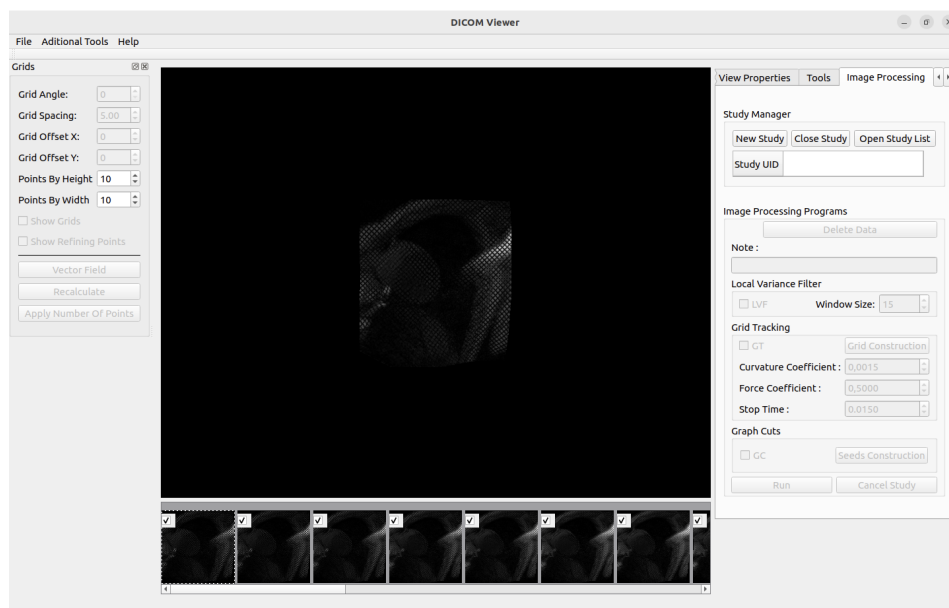 DICOM Viewer
File Aditional Tools Help
Grids
Grid Angle: 0
Grid Spacing: 5.00
Grid Offset X: 0
Grid Offset Y: 0
Points By Height 10
Points By Width 10
Show Grids
Show Refining Points
Vector Field
Recalculate
Apply Number Of Points
View Properties Tools Image Processing
Study Manager
New Study Close Study Open Study List
Study UID
Image Processing Programs
Delete Data
Note :
Local Variance Filter
LVF Window Size: 15
Grid Tracking
GT Grid Construction
Curvature Coefficient : 0,0015
Force Coefficient : 0,5000
Stop Time : 0.0150
Graph Cuts
GC Seeds Construction
Run Cancel Study